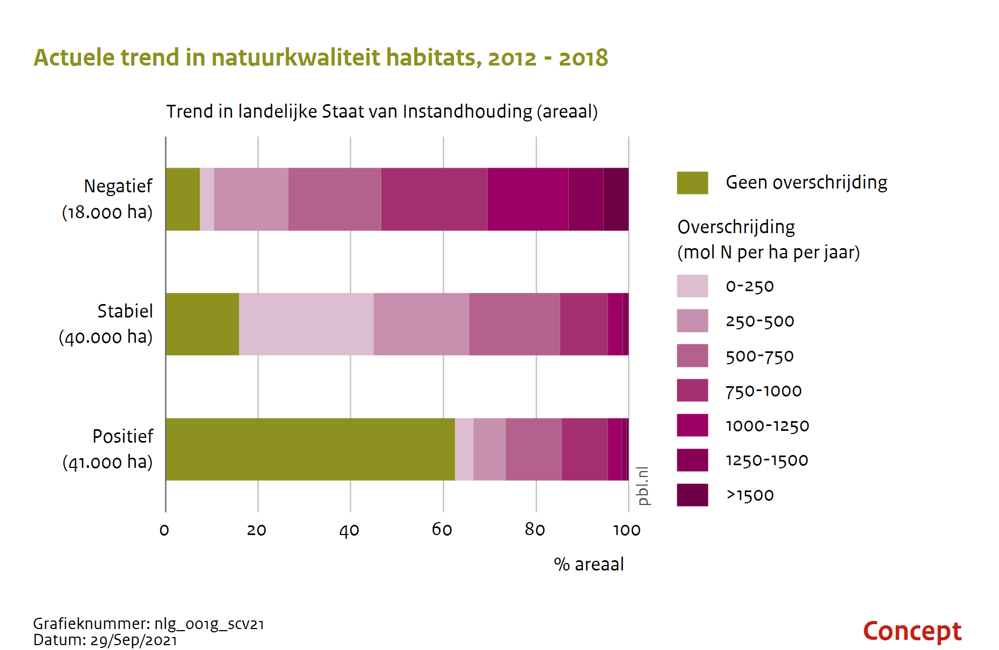 Actuele trend in natuurkwaliteit habitats, 2012 - 2018
Trend in landelijke Staat van Instandhouding (areaal)
Negatief
(18.000 ha)
Stabiel
(40.000 ha)
Positief
(41.000 ha)
0 20 40 60 80 100
% areaal
pbl.nl
Geen overschrijding
Overschrijding
(mol N per ha per jaar)
0-250
250-500
500-750
750-1000
1000-1250
1250-1500
>1500
Grafieknummer: nlg_001g_scv21
Datum: 29/Sep/2021
Concept